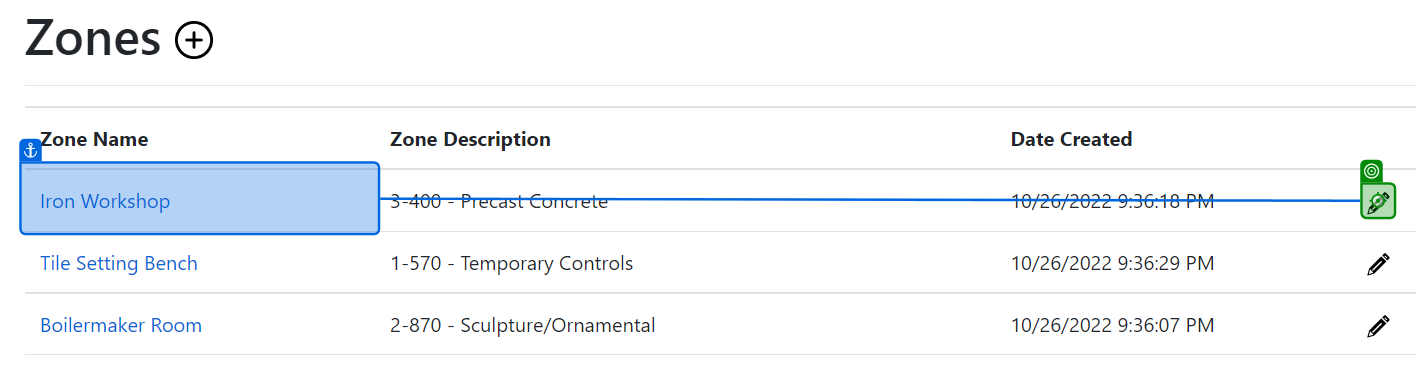 Zones
Zone Name Zone Description Date Created
Iron Workshop 3-400 - Precast Concrete 10/26/2022 9:36:18 PM
Tile Setting Bench 1-570 - Temporary Controls 10/26/2022 9:36:29 PM
Boilermaker Room 2-870 - Sculpture/Ornamental 10/26/2022 9:36:07 PM